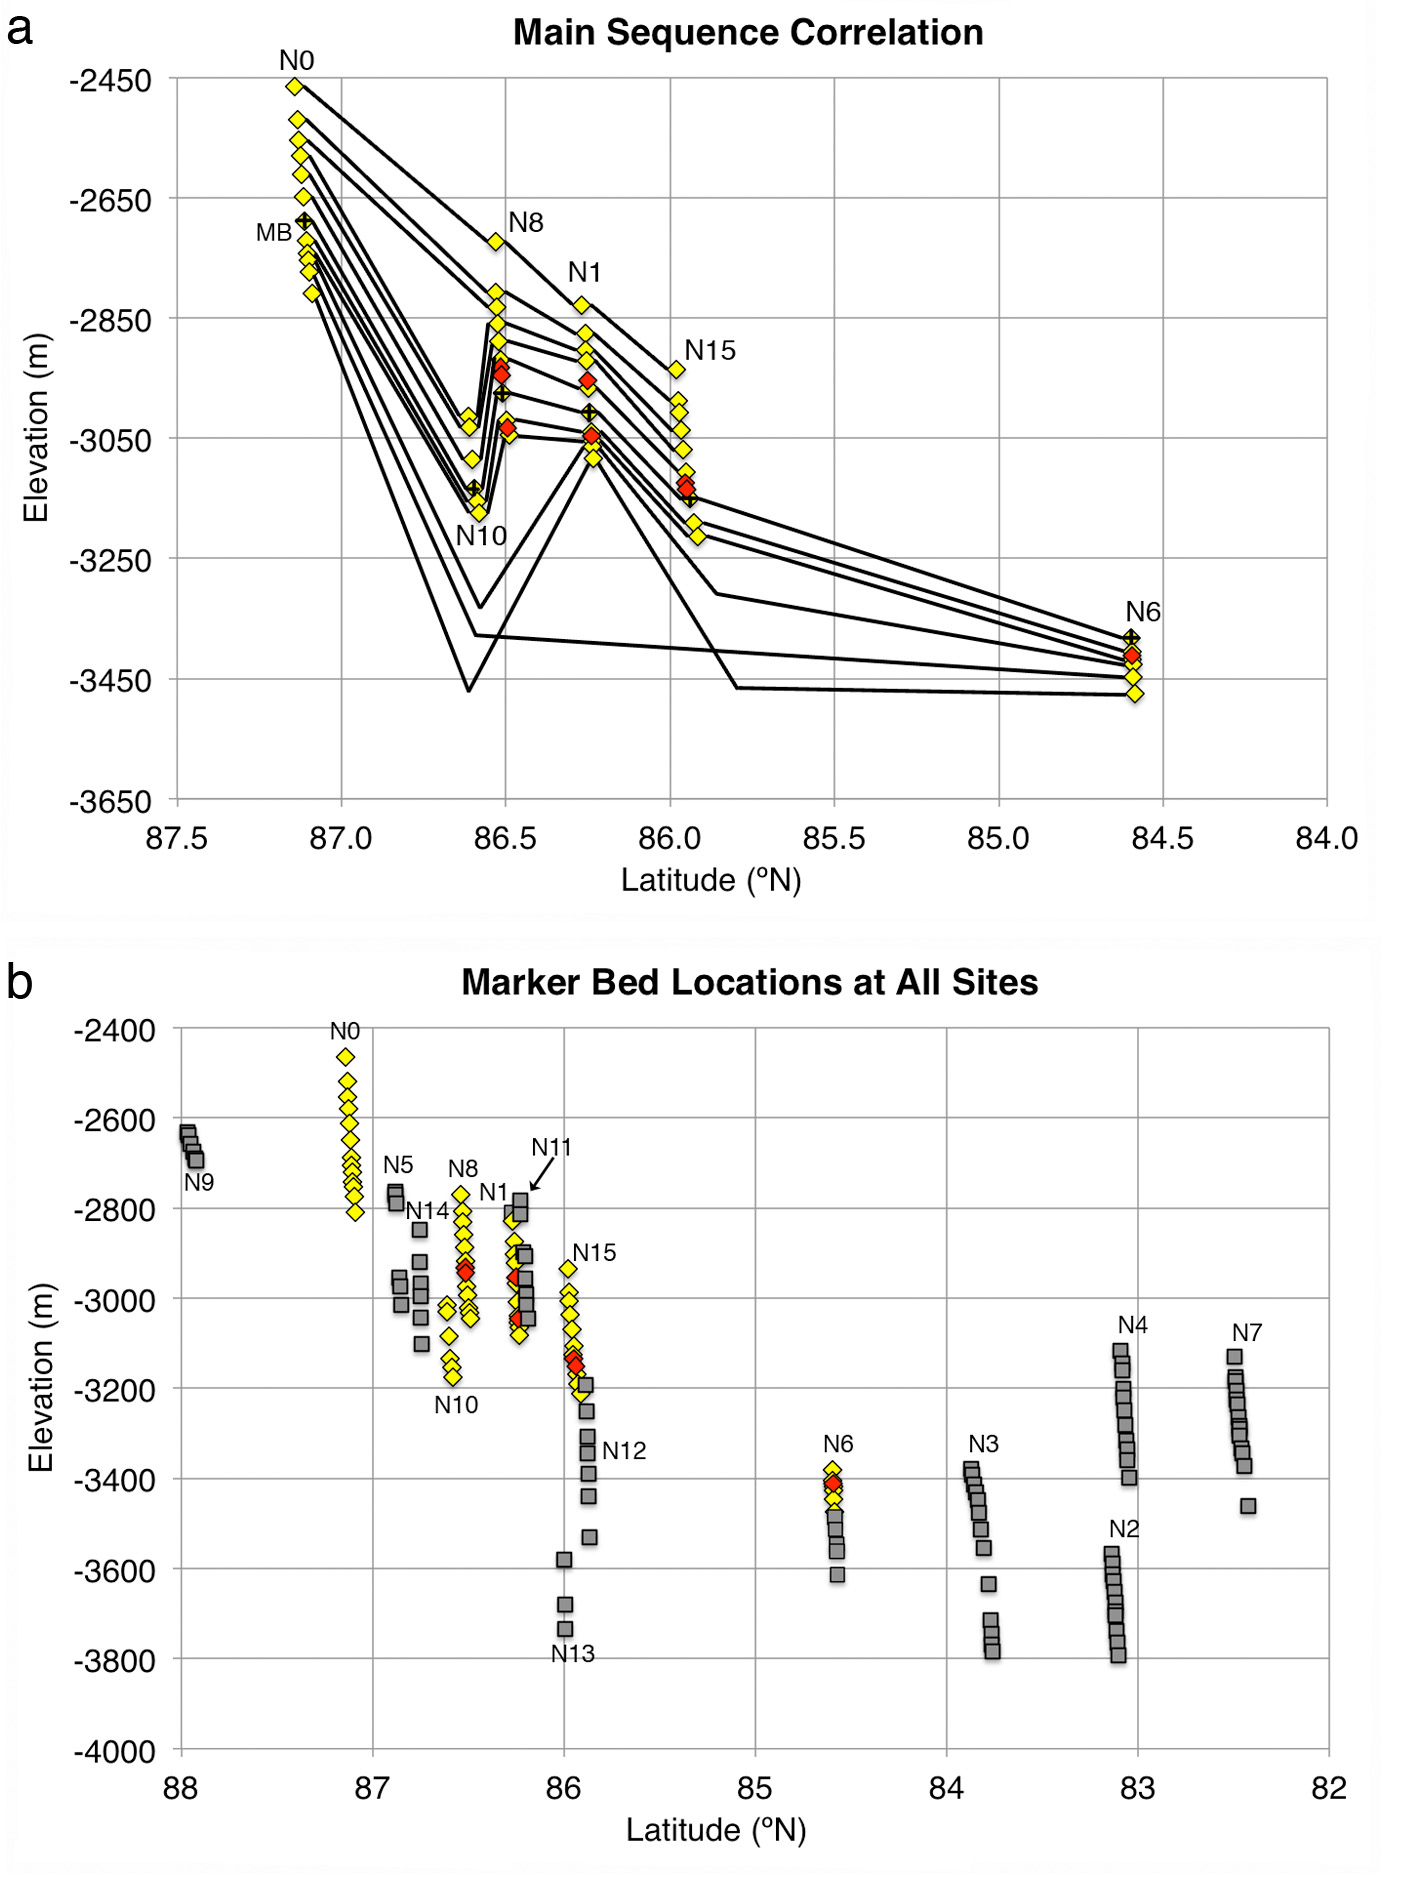 a
Main Sequence Correlation
N0
-2450
N8
-2650
MB
N1
-2850
N15
Elevation (m)
-3050
N10
-3250
N6
-3450
-3650
87.5 87.0 86.5 86.0 85.5 85.0 84.5 84.0
Latitude (ºN)
b
Marker Bed Locations at All Sites
-2400
N0
-2600
N11
N5 N8
N9 N14 N1
-2800
N15
-3000
Elevation (m)
N4 N7
-3200
N10
N12 N6 N3
-3400
N2
-3600
N13
-3800
-4000
88 87 86 85 84 83 82
Latitude (ºN)